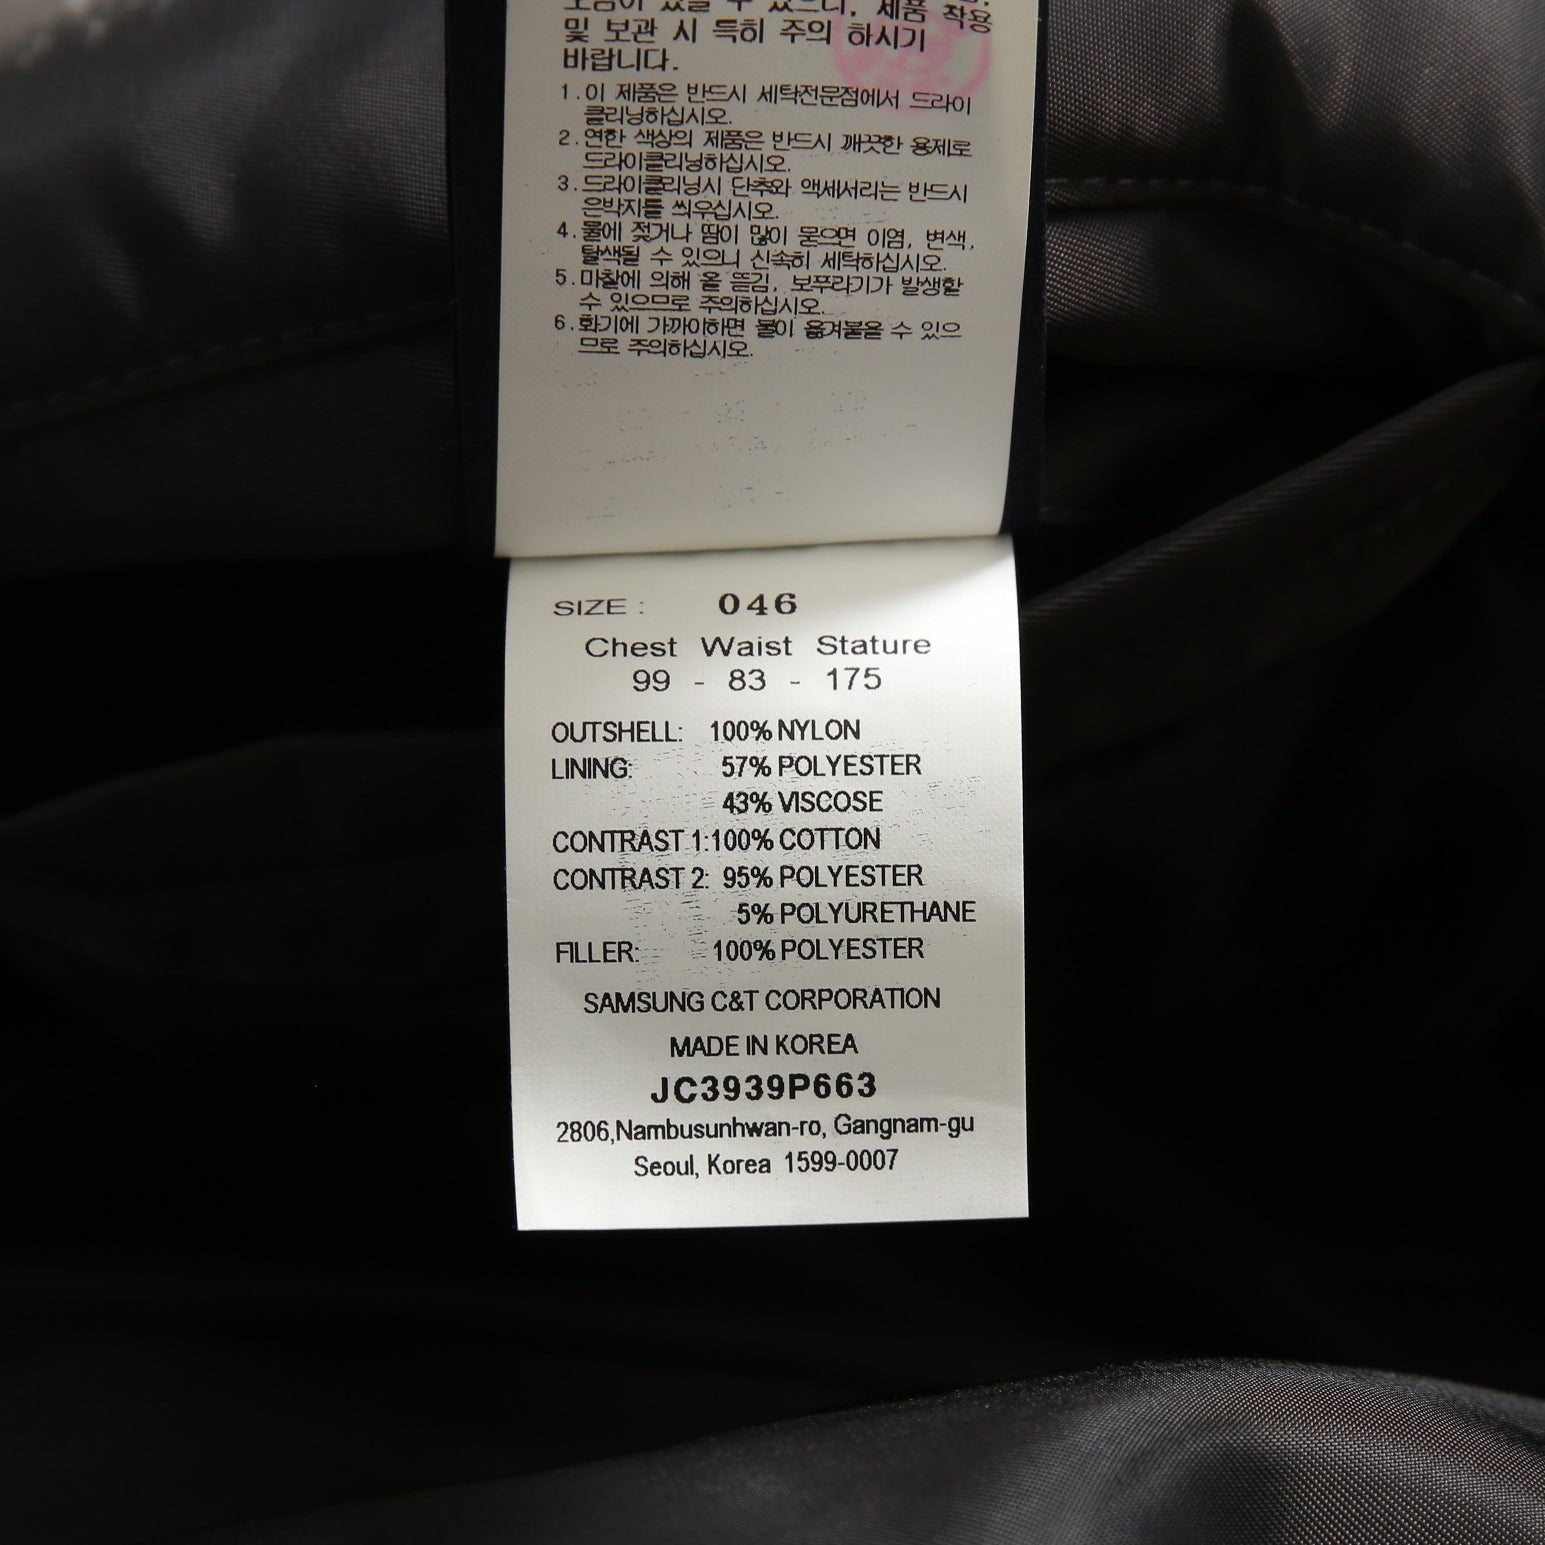 있을 수 있으니, 제품 착용
및 보관 시 특히 주의 하시기
바랍니다.
1.이 제품은 반드시 세탁전문점에서 드라이
클리닝하십시오.
2.연한 색상의 제품은 반드시 깨끗한 용제로
드라이클리닝하십시오.
3.드라이클리닝시 단추와 액세서리는 반드시
은박지를 씌우십시오.
4.물에 젖거나 땀이 많이 묻으면 이염, 변색,
탈색될 수 있으니 신속히 세탁하십시오.
5.마찰에 의해 올 뜯김, 보푸라기가 발생할
수 있으므로 주의하십시오.
6.화기에 가까이하면 불이 옮겨붙을 수 있으
므로 주의하십시오.
SIZE : 046
Chest Waist Stature
99 - 83 - 175
OUTSHELL: 100% NYLON
LINING: 57% POLYESTER
43% VISCOSE
CONTRAST 1:100% COTTON
CONTRAST 2: 95% POLYESTER
5% POLYURETHANE
FILLER: 100% POLYESTER
SAMSUNG C&T CORPORATION
MADE IN KOREA
JC3939P663
2806,Nambusunhwan-ro, Gangnam-gu
Seoul, Korea 1599-0007